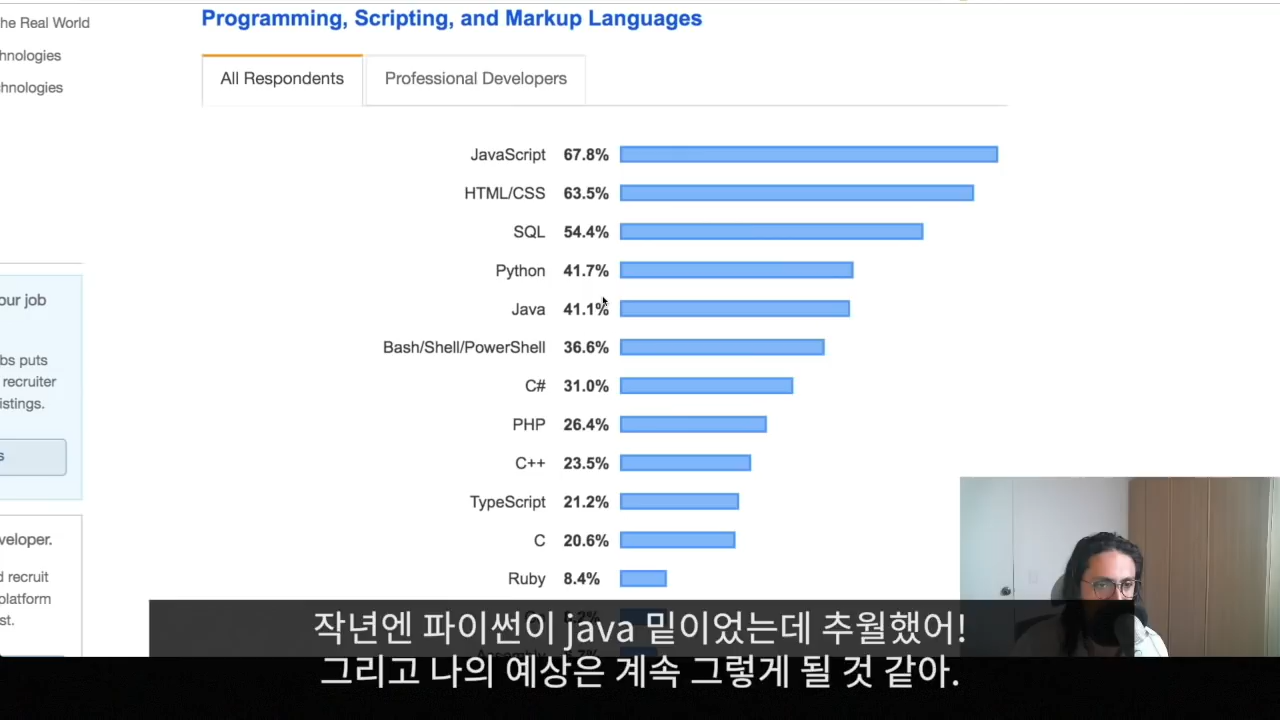 Programming, Scripting, and Markup Languages
he Real World
hnologies
hnologies
All Respondents
Professional Developers
JavaScript 67.8%
HTML/CSS 63.5%
SQL 54.4%
Python 41.7%
Java 41.1%
Bash/Shell/PowerShell 36.6%
C# 31.0%
PHP 26.4%
C++ 23.5%
TypeScript 21.2%
C 20.6%
Ruby 8.4%
our job
bs puts
recruiter
istings.
s
veloper.
d recruit
platform
st.
작년엔 파이썬이 java 밑이었는데 추월했어!
그리고 나의 예상은 계속 그렇게 될 것 같아.